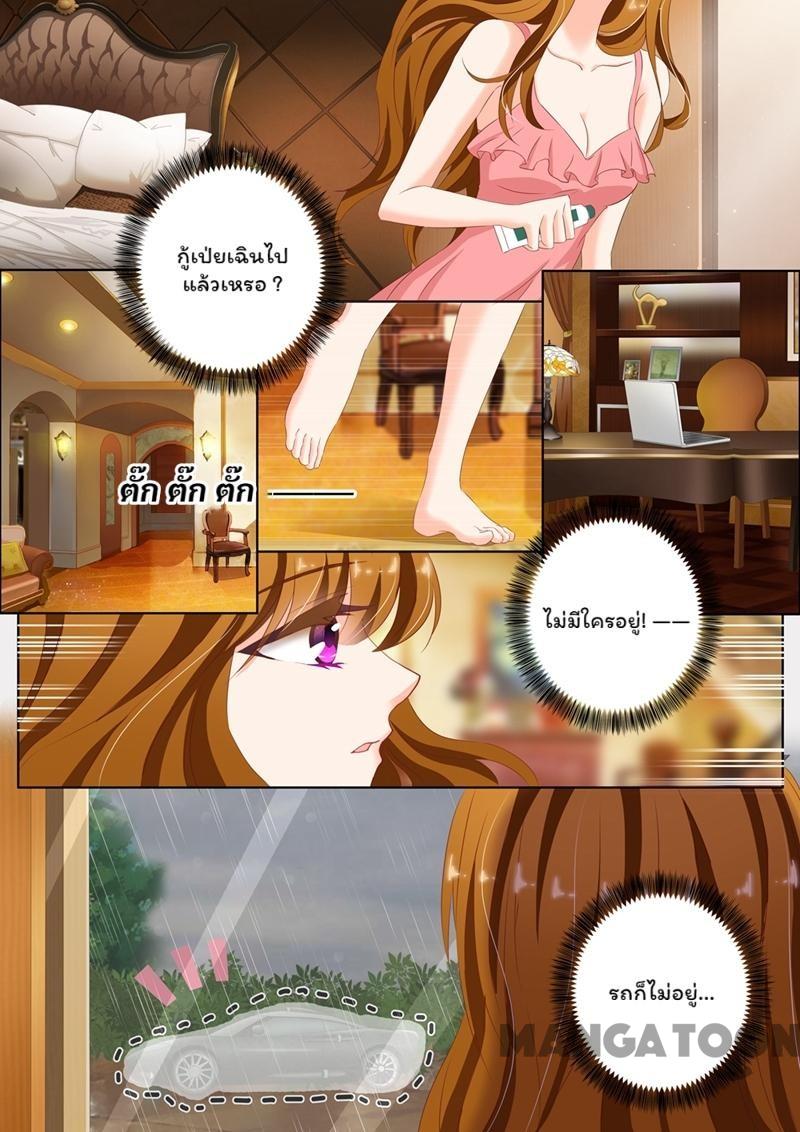 กู้เป่ยเฉินไป
แล้วเหรอ ?
ตั๊ก ตั๊ก ตั๊ก ———
ไม่มีใครอยู่! ——
รถก็ไม่อยู่...
MANGATOON